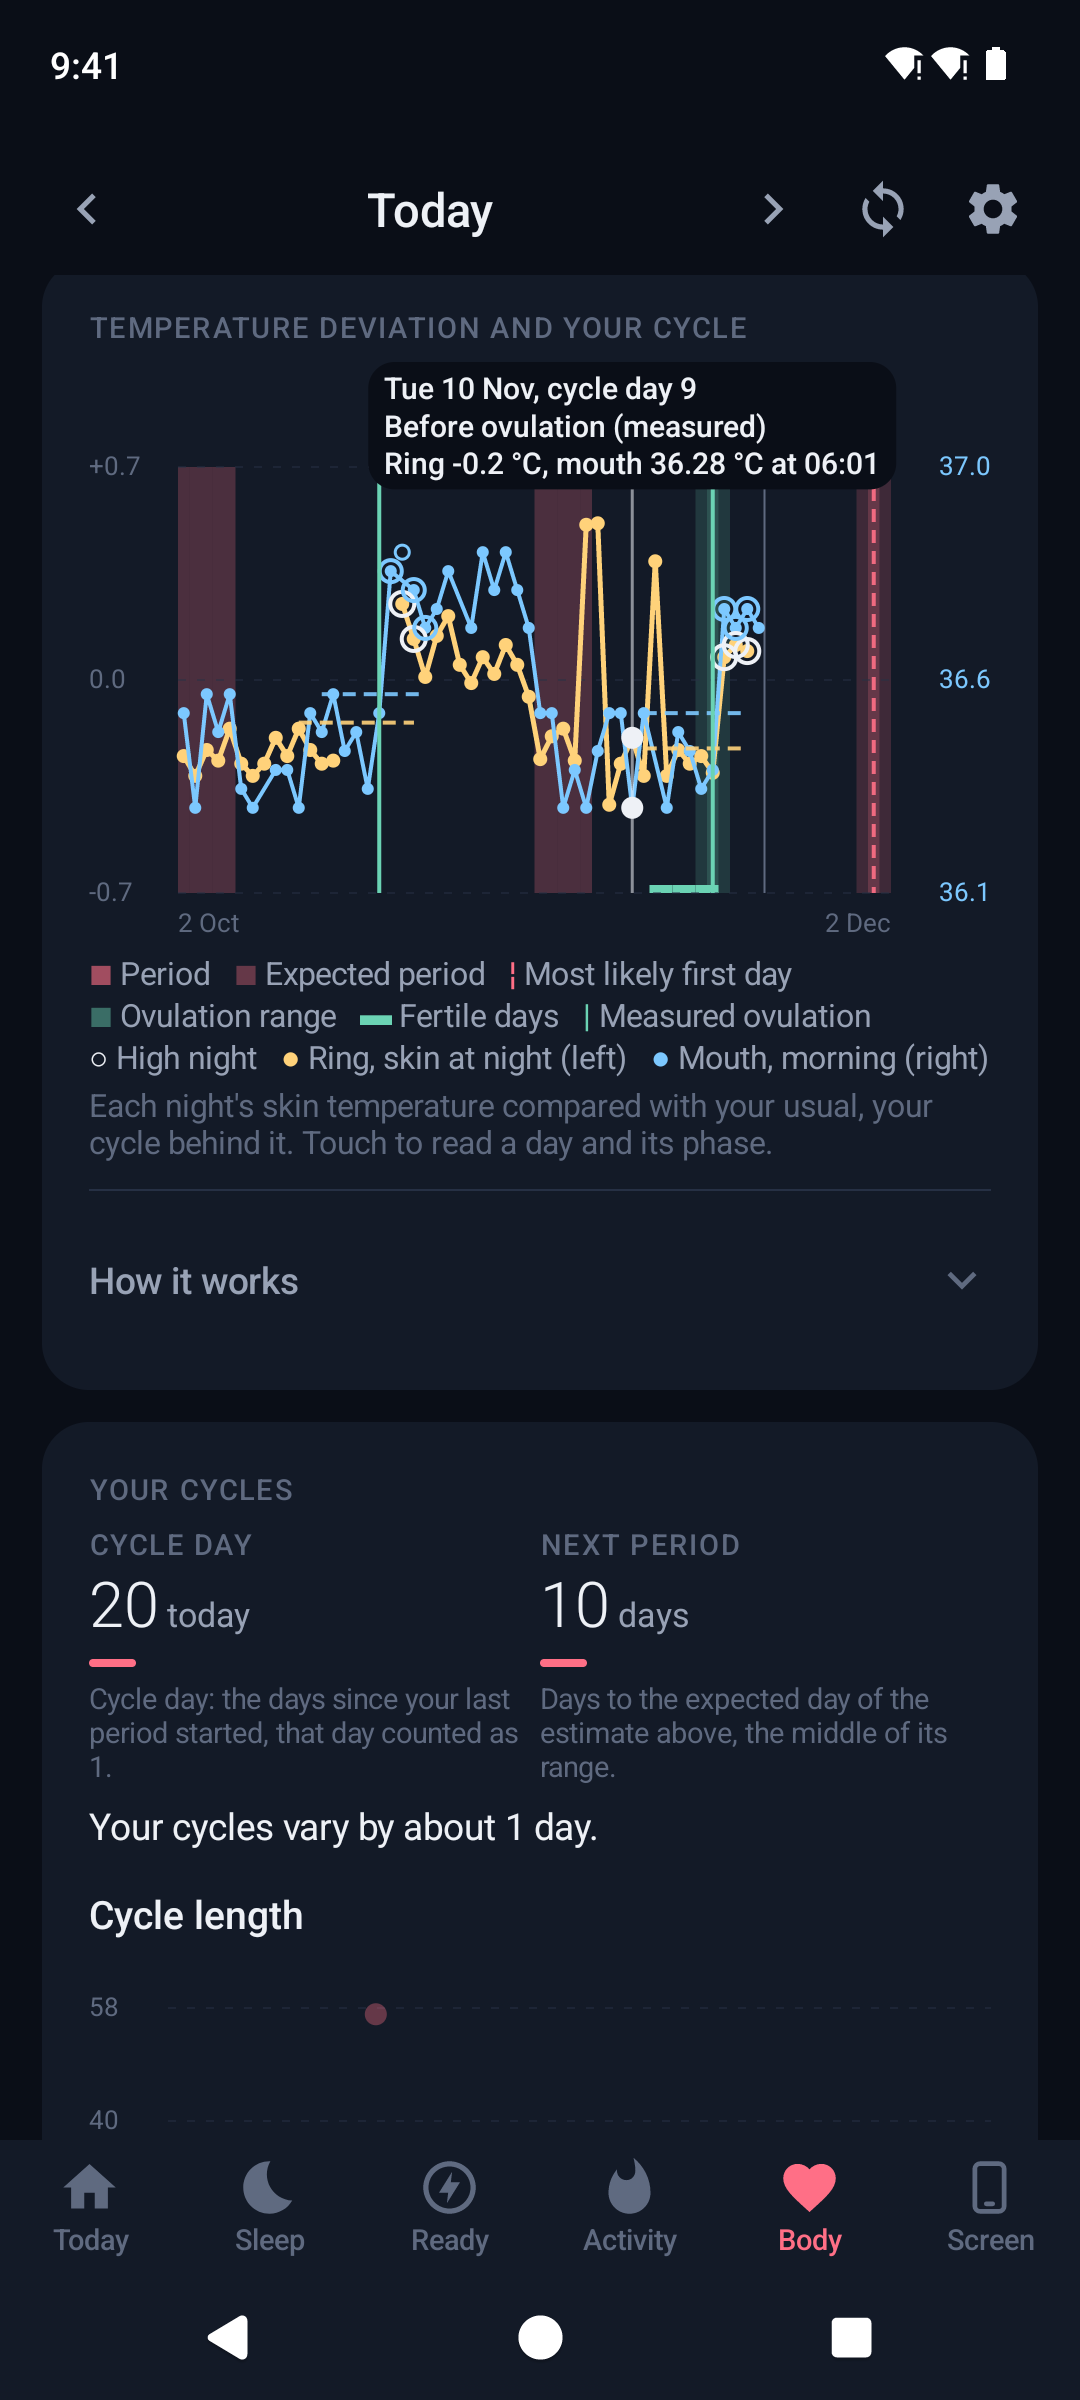 9:41
Today
TEMPERATURE DEVIATION AND YOUR CYCLE
Tue 10 Nov, cycle day 9
Before ovulation (measured)
Ring -0.2 °C, mouth 36.28 °C at 06:01
+0.7
37.0
0.0
36.6
-0.7
36.1
2 Oct
2 Dec
Period
Expected period
Most likely first day
Ovulation range
Fertile days
Measured ovulation
High night
Ring, skin at night (left)
Mouth, morning (right)
Each night's skin temperature compared with your usual, your
cycle behind it. Touch to read a day and its phase.
How it works
YOUR CYCLES
CYCLE DAY
20 today
Cycle day: the days since your last
period started, that day counted as
1.
NEXT PERIOD
10 days
Days to the expected day of the
estimate above, the middle of its
range.
Your cycles vary by about 1 day.
Cycle length
58
40
Today
Sleep
Ready
Activity
Body
Screen